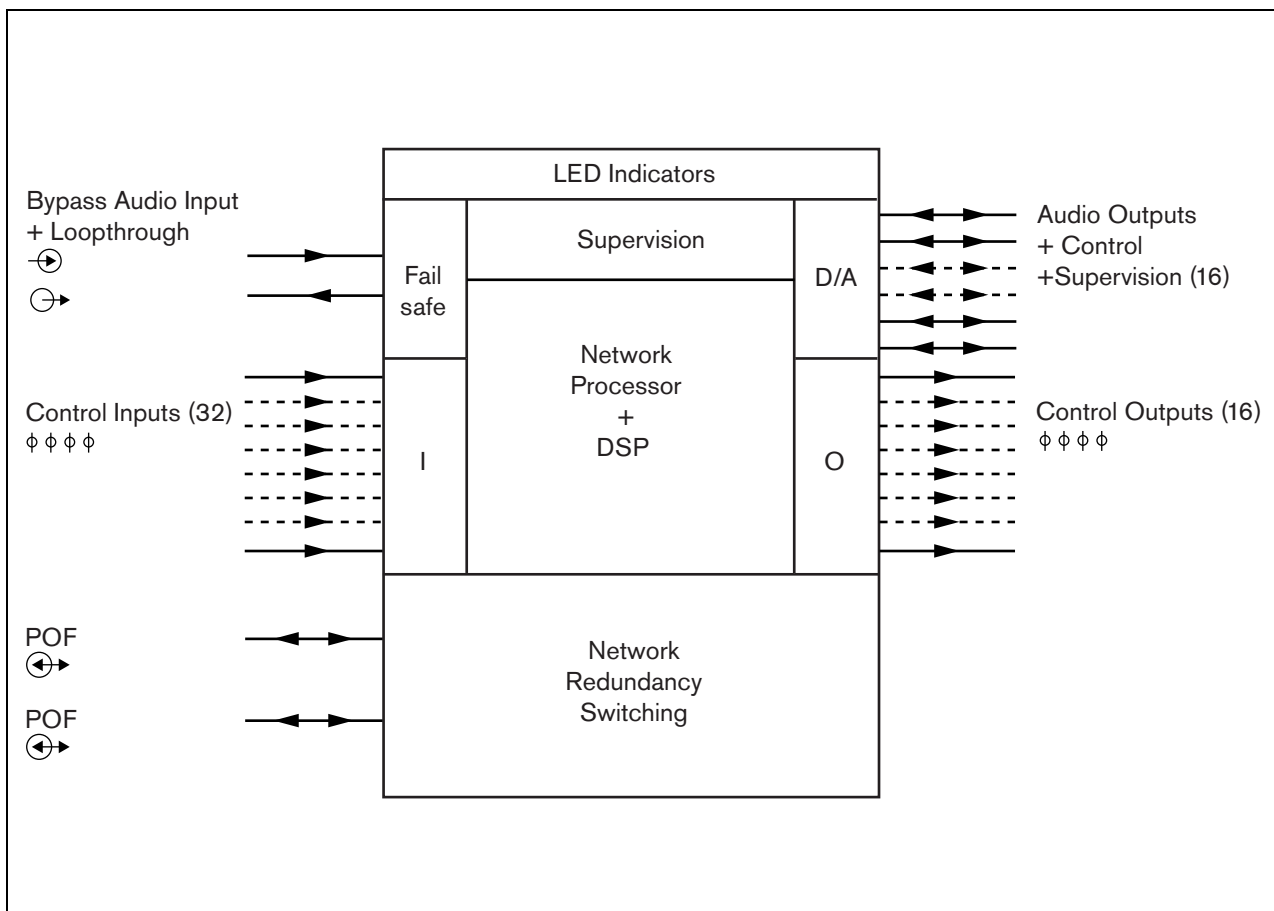 LED Indicators
Bypass Audio Input
+ Loopthrough
Fail
safe
Supervision
D/A
Audio Outputs
+ Control
+Supervision (16)
Control Inputs (32)
I
Network
Processor
+
DSP
O
Control Outputs (16)
POF
POF
Network
Redundancy
Switching